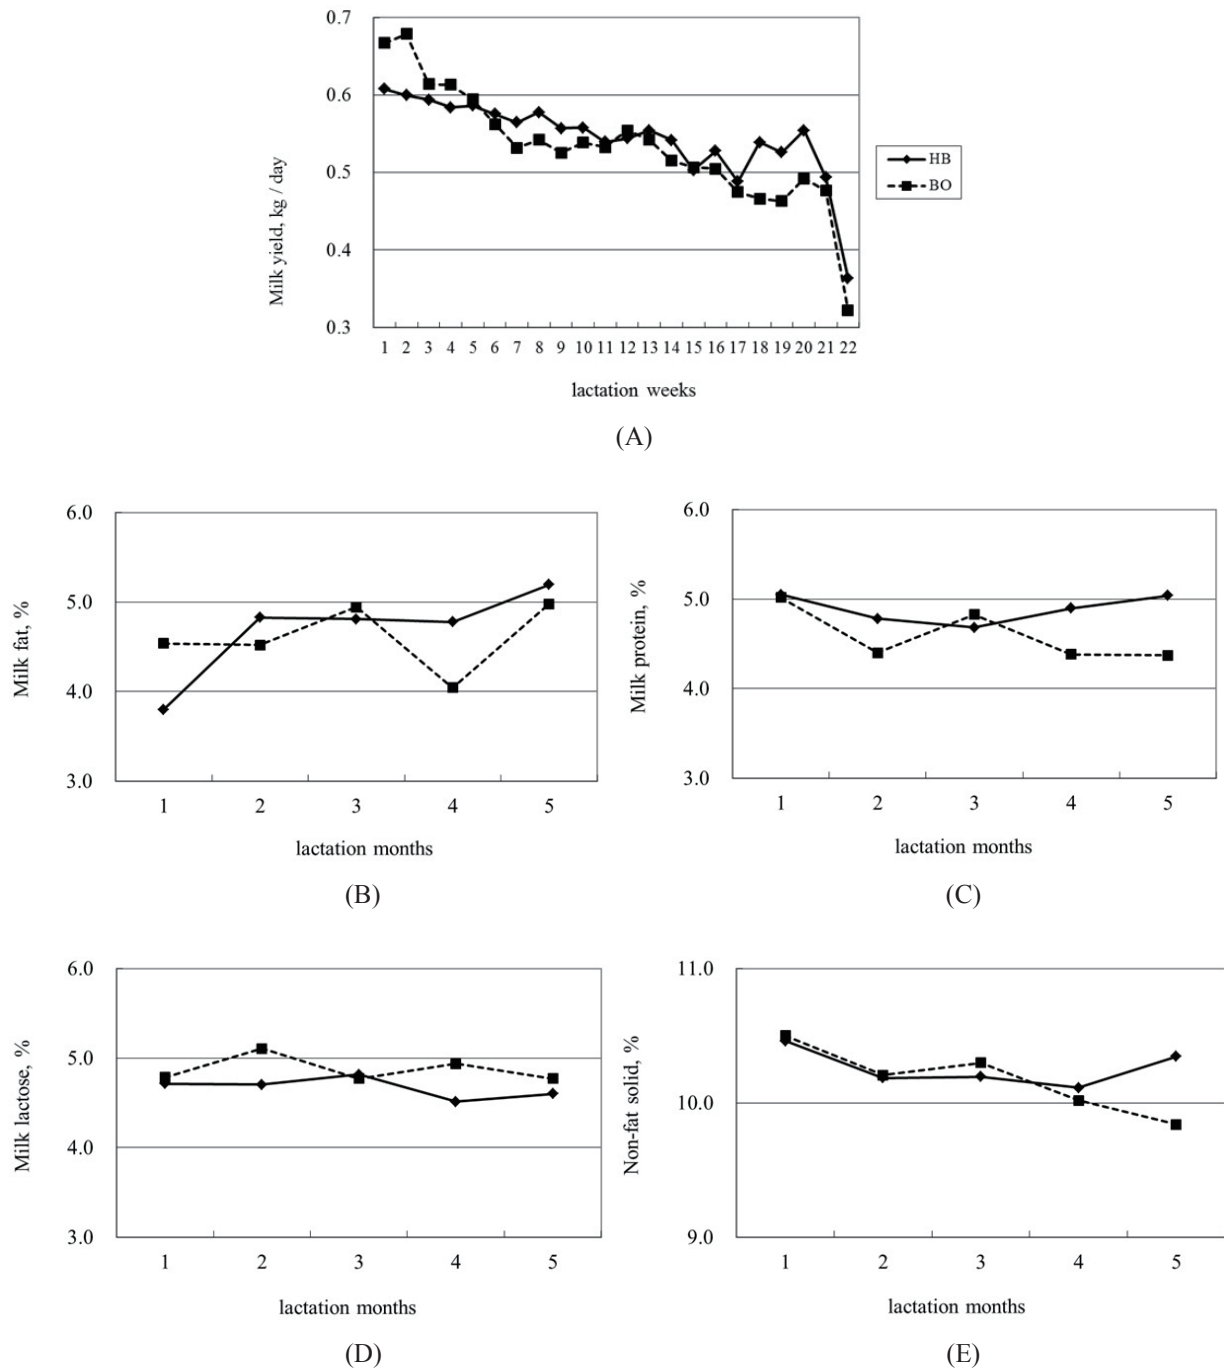 0.7
0.6
0.5
0.4
0.3
Milk yield, kg / day
1 2 3 4 5 6 7 8 9 10 11 12 13 14 15 16 17 18 19 20 21 22
lactation weeks
HB
BO
(A)
6.0
5.0
4.0
3.0
Milk fat, %
1 2 3 4 5
lactation months
(B)
6.0
5.0
4.0
3.0
Milk protein, %
1 2 3 4 5
lactation months
(C)
6.0
5.0
4.0
3.0
Milk lactose, %
1 2 3 4 5
lactation months
(D)
11.0
10.0
9.0
Non-fat solid, %
1 2 3 4 5
lactation months
(E)